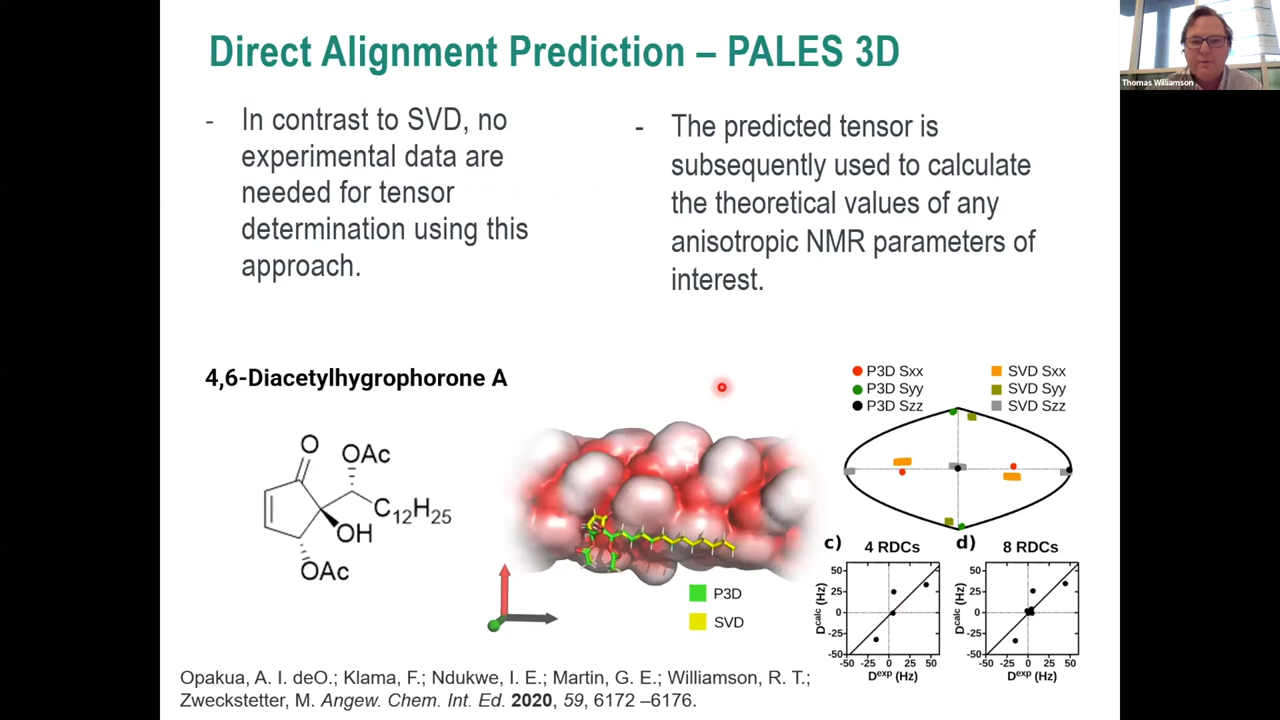 Direct Alignment Prediction – PALES 3D
Thomas Williamson
- In contrast to SVD, no
experimental data are
needed for tensor
determination using this
approach.
- The predicted tensor is
subsequently used to calculate
the theoretical values of any
anisotropic NMR parameters of
interest.
4,6-Diacetylhygrophorone A
O
OAc
C12H25
OH
OAc
P3D
SVD
P3D Sxx
P3D Syy
P3D Szz
SVD Sxx
SVD Syy
SVD Szz
c) 4 RDCs
50
25
0
-25
-50
-50 -25 0 25 50
Dcalc (Hz)
Dexp (Hz)
d) 8 RDCs
50
25
0
-25
-50
-50 -25 0 25 50
Dcalc (Hz)
Dexp (Hz)
Opakua, A. I. deO.; Klama, F.; Ndukwe, I. E.; Martin, G. E.; Williamson, R. T.;
Zweckstetter, M. Angew. Chem. Int. Ed. 2020, 59, 6172 –6176.